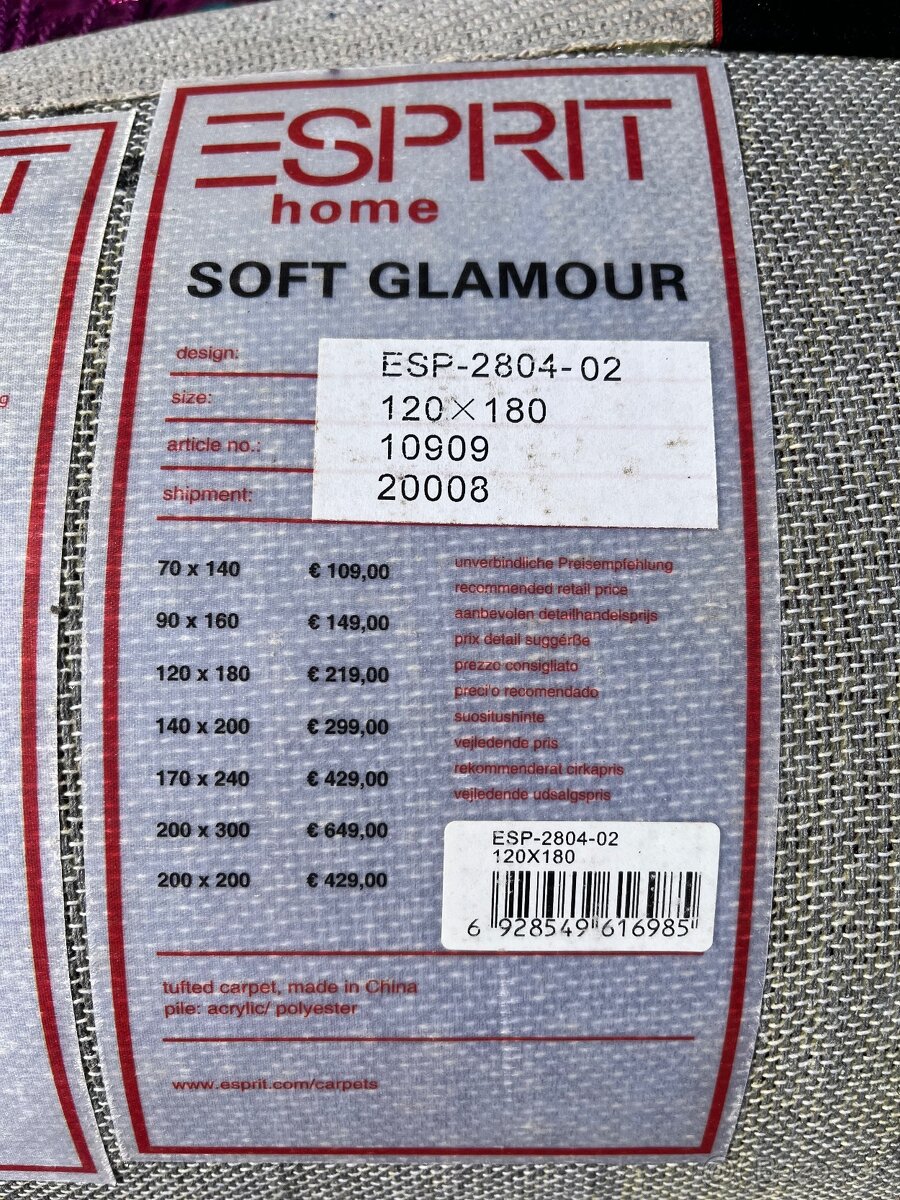 ESPRIT
home
SOFT GLAMOUR
design: ESP-2804-02
size: 120×180
article no.: 10909
shipment: 20008
70 x 140 € 109,00
90 x 160 € 149,00
120 x 180 € 219,00
140 x 200 € 299,00
170 x 240 € 429,00
200 x 300 € 649,00
200 x 200 € 429,00
unverbindliche Preisempfehlung
recommended retail price
aanbevolen detailhandelsprijs
prix detail suggérße
prezzo consigliato
preci'o recomendado
suositushinte
vejledende pris
rekommenderat cirkapris
vejledende udsalgspris
ESP-2804-02
120X180
6 928549 616985
tufted carpet, made in China
pile: acrylic/ polyester
www.esprit.com/carpets